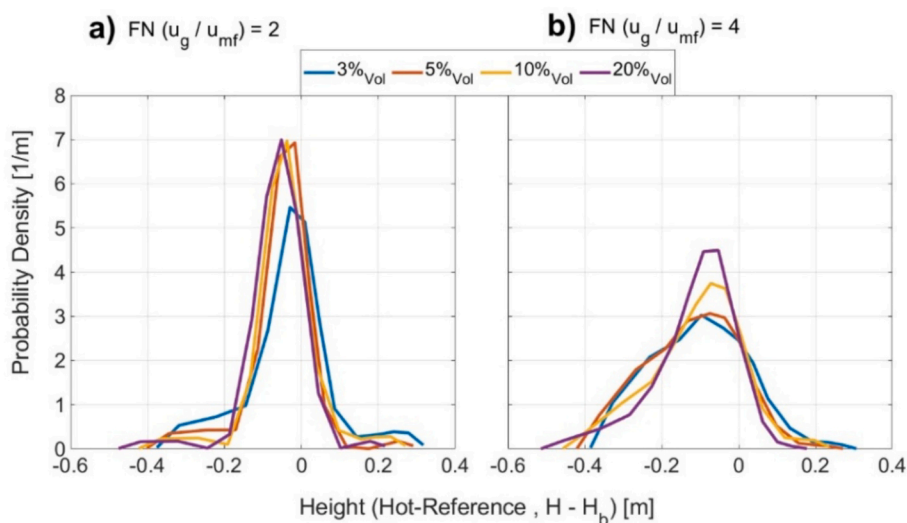 a) FN (u_g / u_mf) = 2
b) FN (u_g / u_mf) = 4
3%Vol 5%Vol 10%Vol 20%Vol
8
7
6
5
4
3
2
1
0
Probability Density [1/m]
-0.6 -0.4 -0.2 0 0.2 0.4
-0.6 -0.4 -0.2 0 0.2 0.4
Height (Hot-Reference , H - H_b) [m]